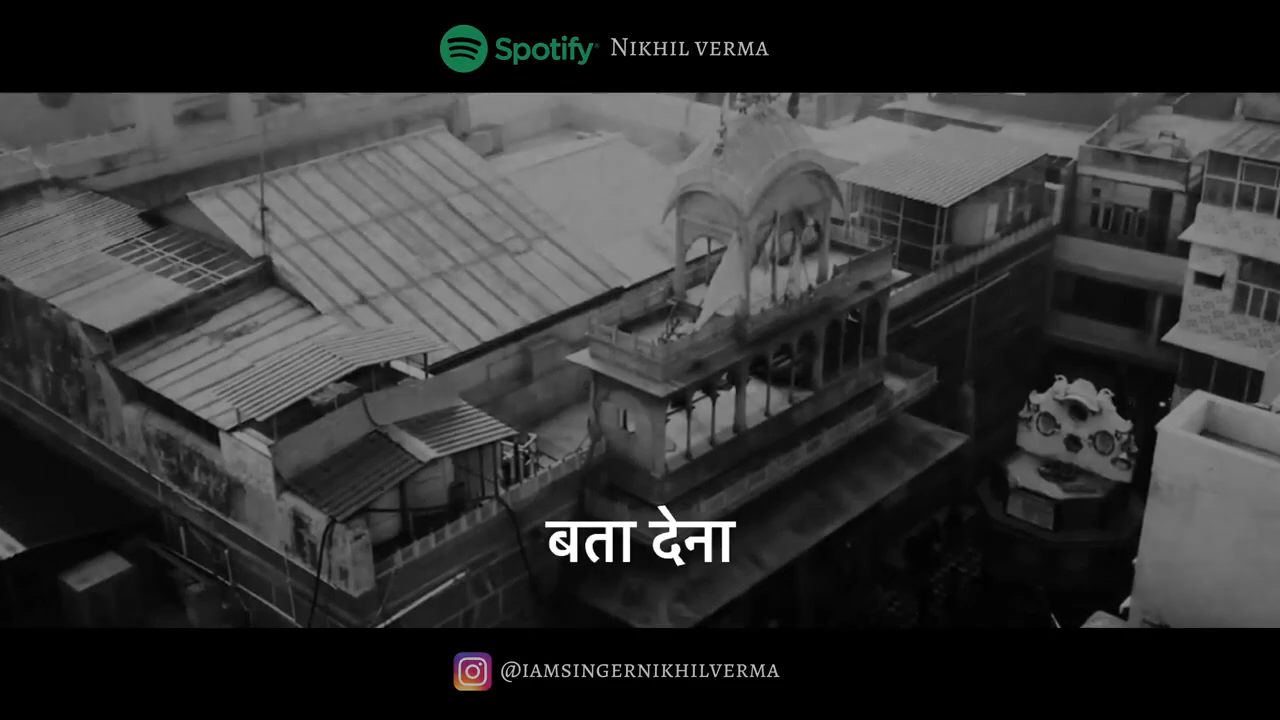 Spotify® Nikhil verma
बता देना
@iamsingernikhilverma